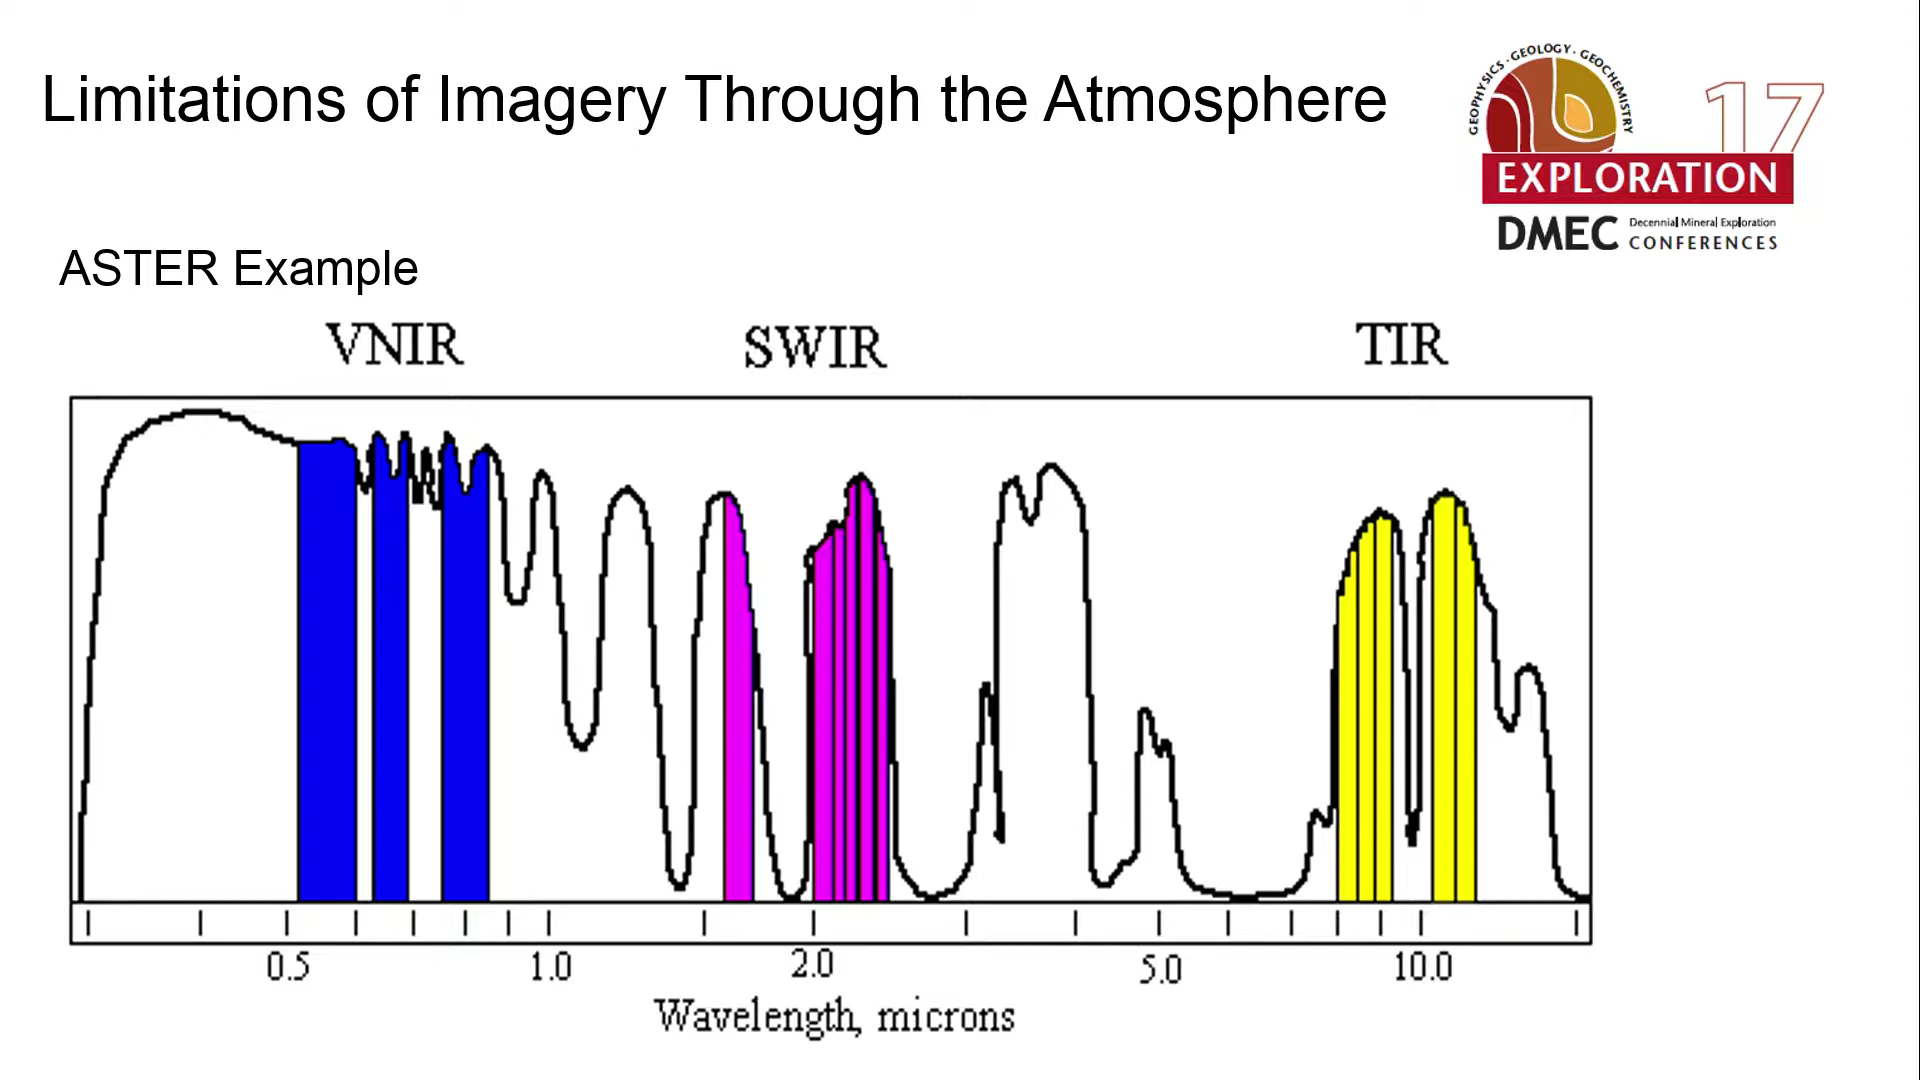 Limitations of Imagery Through the Atmosphere
GEOPHYSICS · GEOLOGY · GEOCHEMISTRY
17
EXPLORATION
DMEC Decennial Mineral Exploration
CONFERENCES
ASTER Example
VNIR SWIR TIR
0.5 1.0 2.0 5.0 10.0
Wavelength, microns